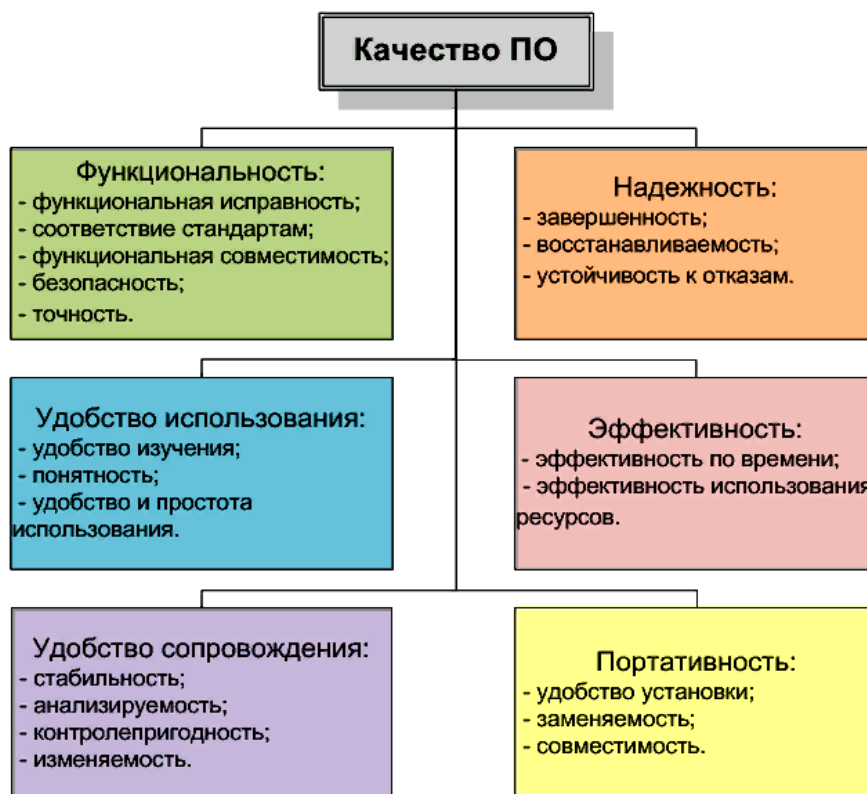 Качество ПО
Функциональность:
- функциональная исправность;
- соответствие стандартам;
- функциональная совместимость;
- безопасность;
- точность.
Надежность:
- завершенность;
- восстанавливаемость;
- устойчивость к отказам.
Удобство использования:
- удобство изучения;
- понятность;
- удобство и простота
использования.
Эффективность:
- эффективность по времени;
- эффективность использования
ресурсов.
Удобство сопровождения:
- стабильность;
- анализируемость;
- контролепригодность;
- изменяемость.
Портативность:
- удобство установки;
- заменяемость;
- совместимость.